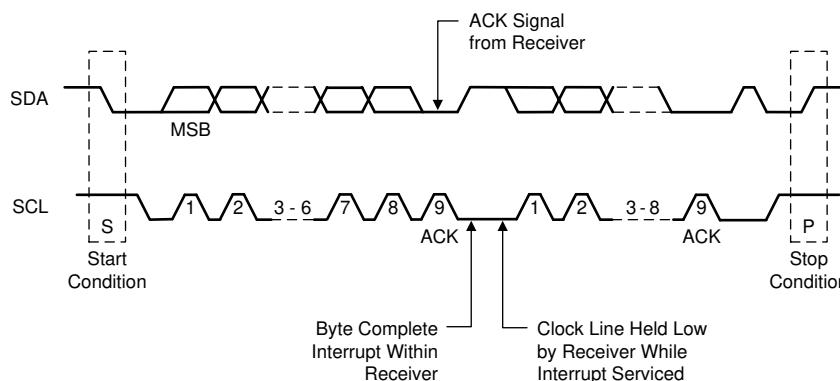 ACK Signal
from Receiver
SDA
MSB
SCL
S
1
2
3 - 6
7
8
9
ACK
1
2
3 - 8
9
ACK
P
Start
Condition
Stop
Condition
Byte Complete
Interrupt Within
Receiver
Clock Line Held Low
by Receiver While
Interrupt Serviced